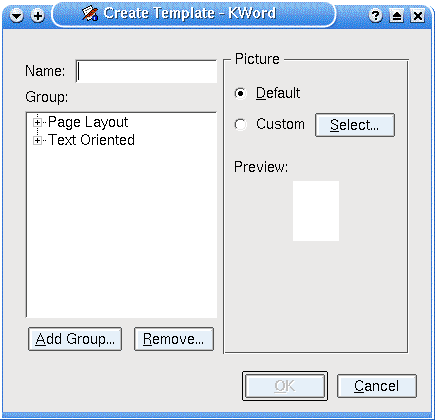 Create Template - KWord
Name:
Group:
Page Layout
Text Oriented
Add Group...
Remove...
Picture
Default
Custom
Select...
Preview:
OK
Cancel